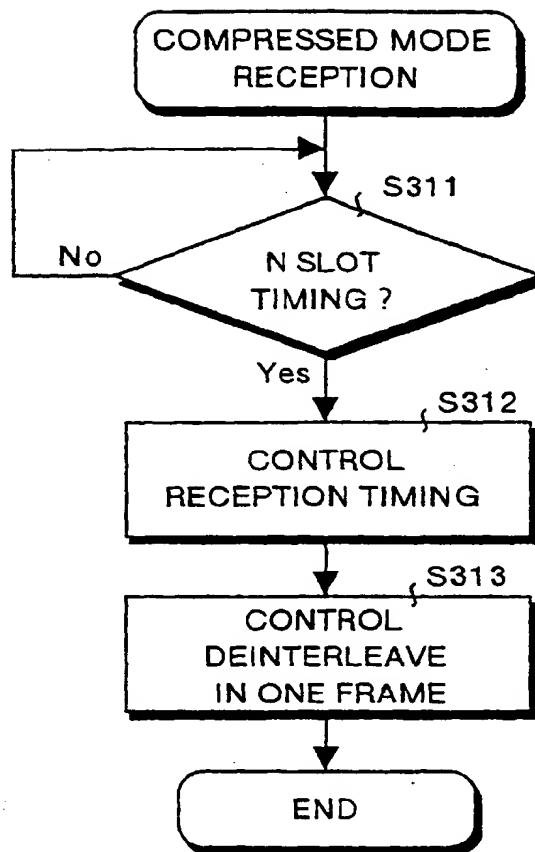 COMPRESSED MODE
RECEPTION
S311
No
N SLOT
TIMING ?
Yes
S312
CONTROL
RECEPTION TIMING
S313
CONTROL
DEINTERLEAVE
IN ONE FRAME
END